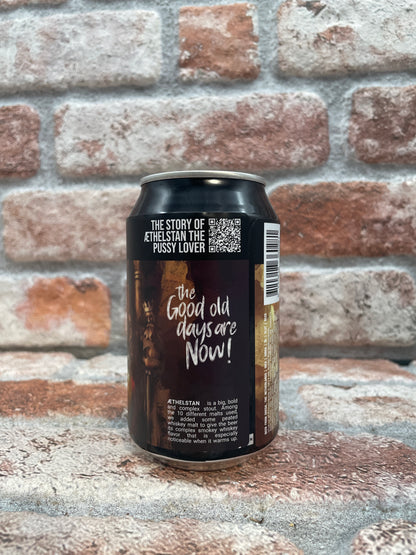 THE STORY OF
ÆTHELSTAN THE
PUSSY LOVER
the
Good old
days are
Now!
ÆTHELSTAN is a big, bold
and complex stout. Among
the 10 different malts used,
we added some peated
whiskey malt to give the beer
its complex smokey whiskey
flavor that is especially
noticeable when it warms up.